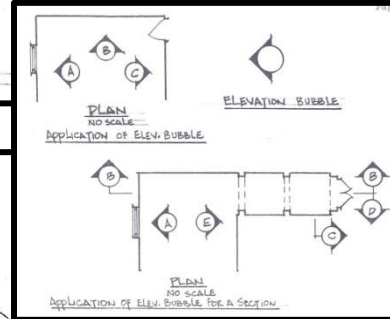 B
A
C
PLAN
NO SCALE
APPLICATION OF ELEV. BUBBLE
ELEVATION BUBBLE
B
B
A
E
D
C
PLAN
NO SCALE
APPLICATION OF ELEV. BUBBLE FOR A SECTION